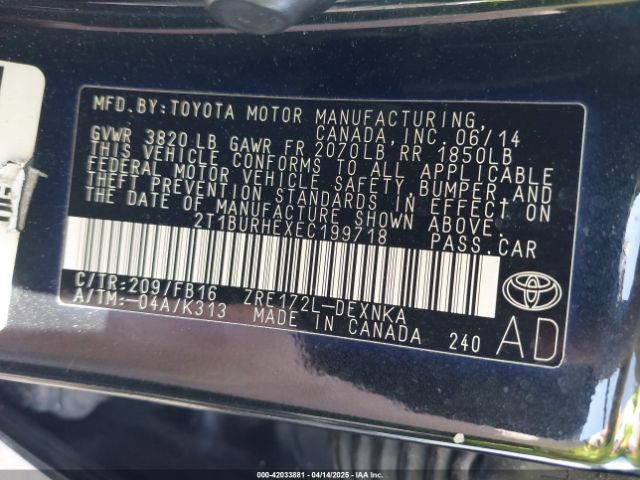 MFD. BY: TOYOTA MOTOR MANUFACTURING,
CANADA, INC. 06/14
GVWR 3820 LB GAWR FR 2070LB RR 1850LB
THIS VEHICLE CONFORMS TO ALL APPLICABLE
FEDERAL MOTOR VEHICLE SAFETY, BUMPER, AND
THEFT PREVENTION STANDARDS IN EFFECT ON
THE DATE OF MANUFACTURE SHOWN ABOVE.
2T1BURHEXEC199718 PASS.CAR
C/TR:209/FB16 ZRE172L-DEXNKA
A/TM:-04A/K313 MADE IN CANADA 240 AD
000-42033881 - 04/14/2025 - IAA Inc.